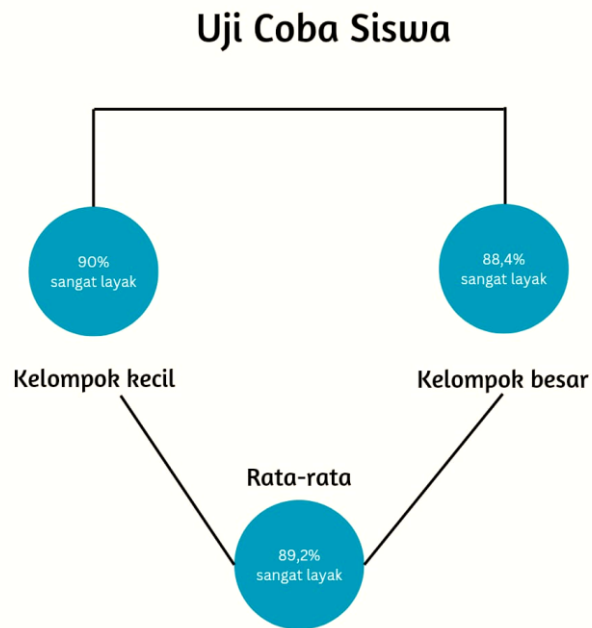 Uji Coba Siswa
90%
sangat layak
88,4%
sangat layak
Kelompok kecil
Kelompok besar
Rata-rata
89,2%
sangat layak